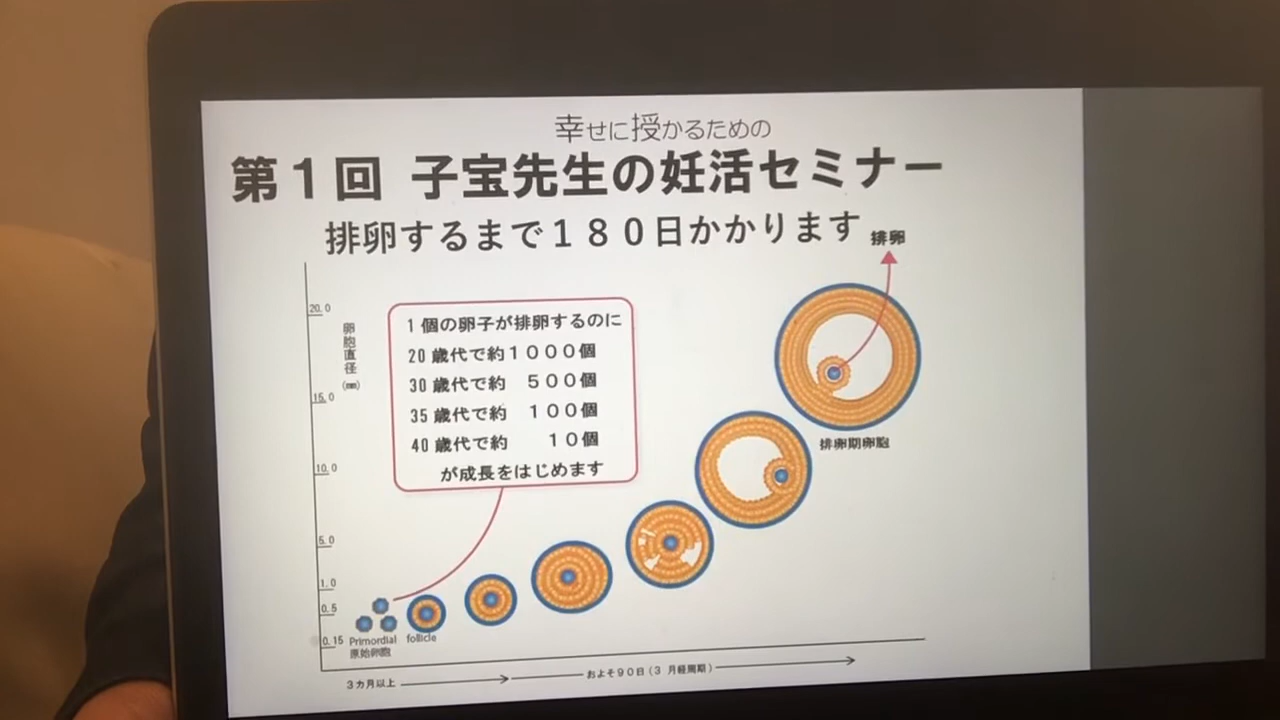 幸せに授かるための
第１回 子宝先生の妊活セミナー
排卵するまで１８０日かかります
排卵
20.0
卵胞直径(㎜)
15.0
10.0
5.0
1.0
0.5
0.15
１個の卵子が排卵するのに
20歳代で約１０００個
30歳代で約 ５００個
35歳代で約 １００個
40歳代で約 １０個
が成長をはじめます
排卵期卵胞
Primordial follicle
原始卵胞
３カ月以上
およそ９０日（３ 月経周期）